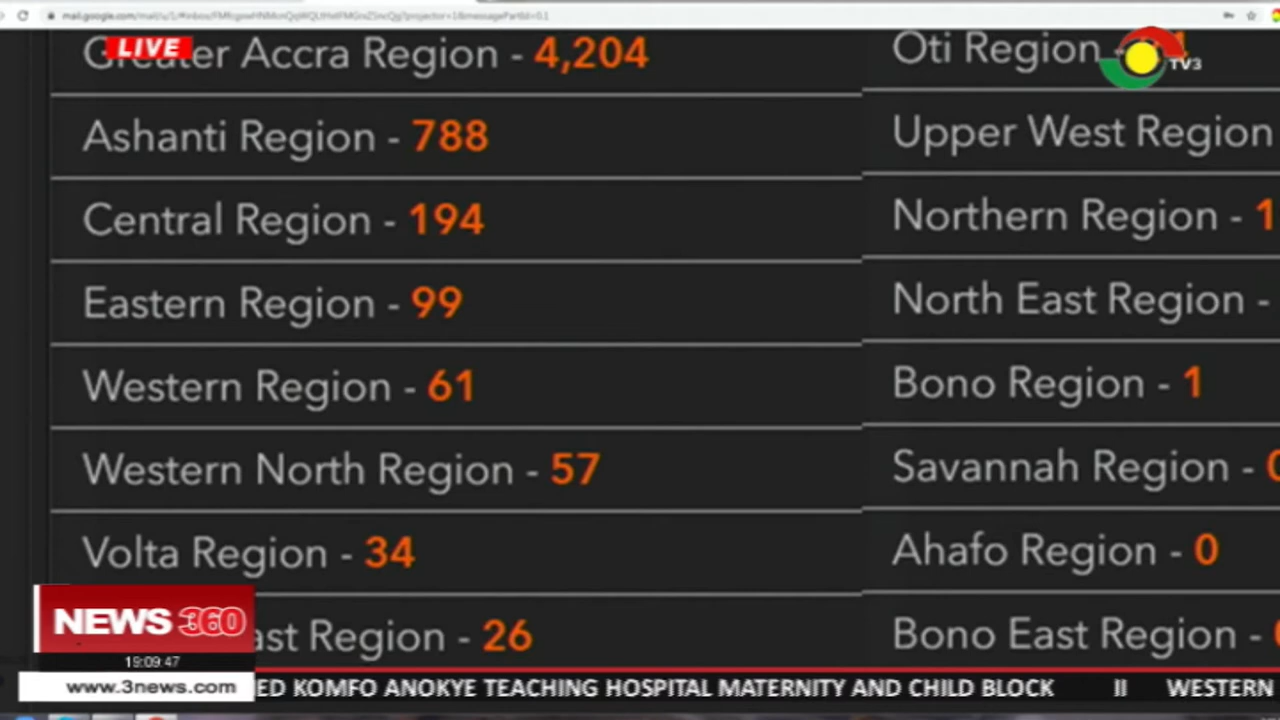 LIVE
Greater Accra Region - 4,204
Ashanti Region - 788
Central Region - 194
Eastern Region - 99
Western Region - 61
Western North Region - 57
Volta Region - 34
ast Region - 26
Oti Region -
Upper West Region
Northern Region - 1
North East Region -
Bono Region - 1
Savannah Region - 0
Ahafo Region - 0
Bono East Region -
TV3
NEWS 360
19:09:47
www.3news.com
ED KOMFO ANOKYE TEACHING HOSPITAL MATERNITY AND CHILD BLOCK || WESTERN